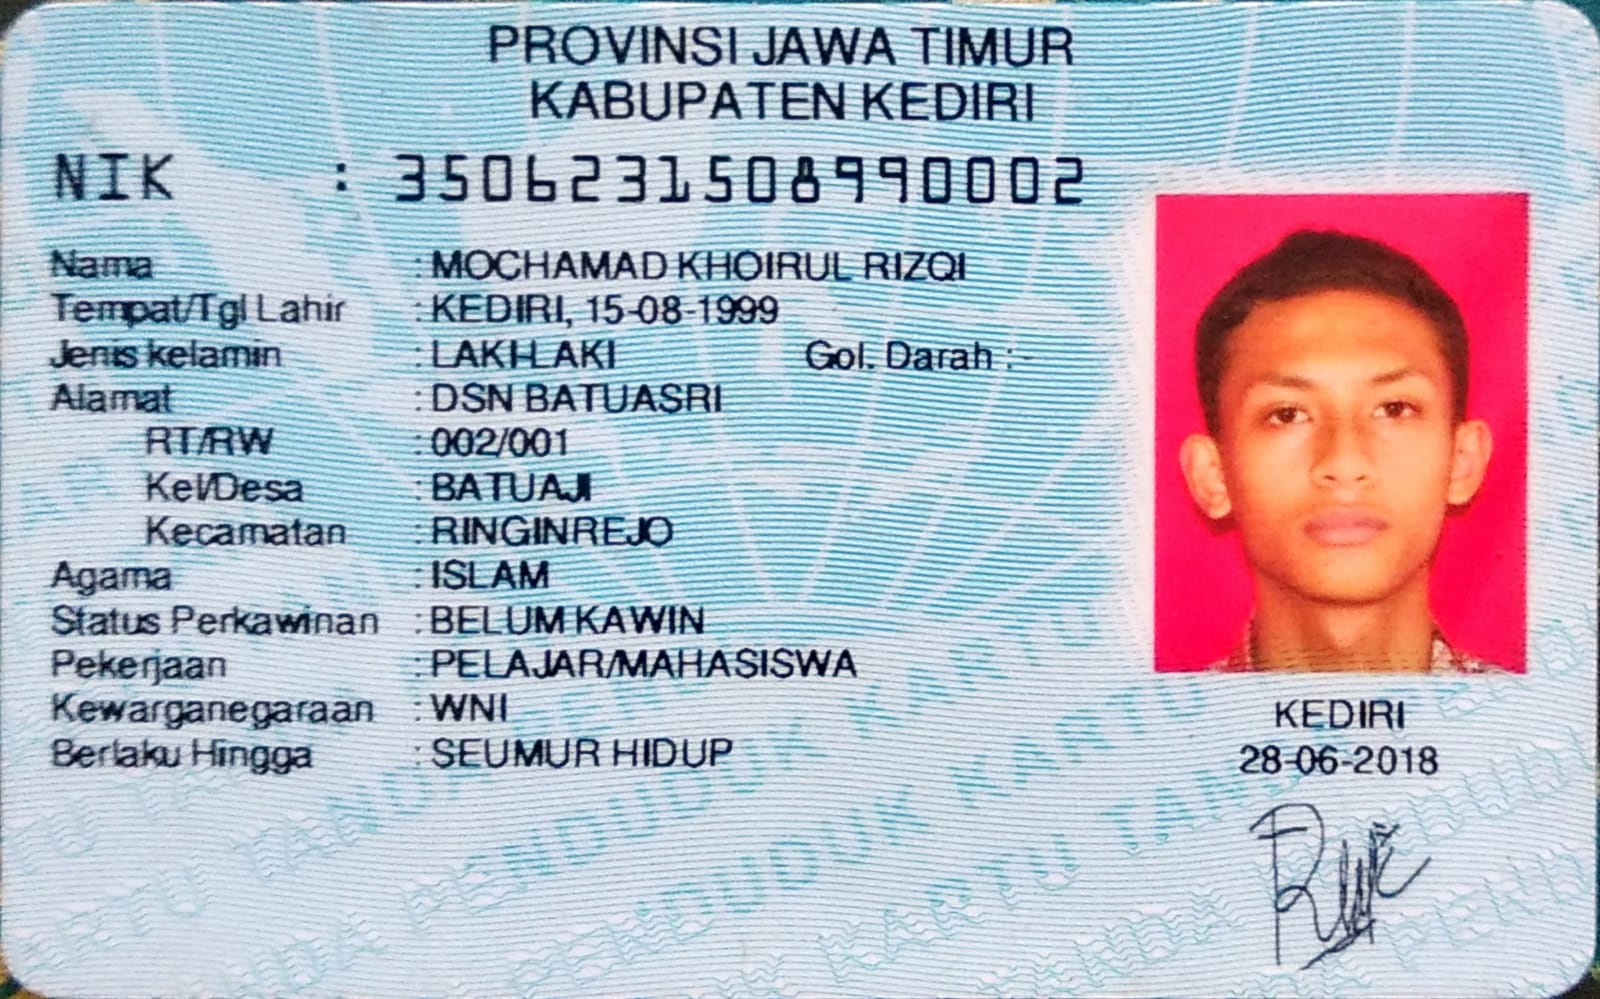 PROVINSI JAWA TIMUR
KABUPATEN KEDIRI
NIK : 3506231508990002
Nama : MOCHAMAD KHOIRUL RIZQI
Tempat/Tgl Lahir : KEDIRI, 15-08-1999
Jenis kelamin : LAKI-LAKI Gol. Darah : -
Alamat : DSN BATUASRI
RT/RW : 002/001
Kel/Desa : BATUAJI
Kecamatan : RINGINREJO
Agama : ISLAM
Status Perkawinan : BELUM KAWIN
Pekerjaan : PELAJAR/MAHASISWA
Kewarganegaraan : WNI
Berlaku Hingga : SEUMUR HIDUP
KEDIRI
28-06-2018